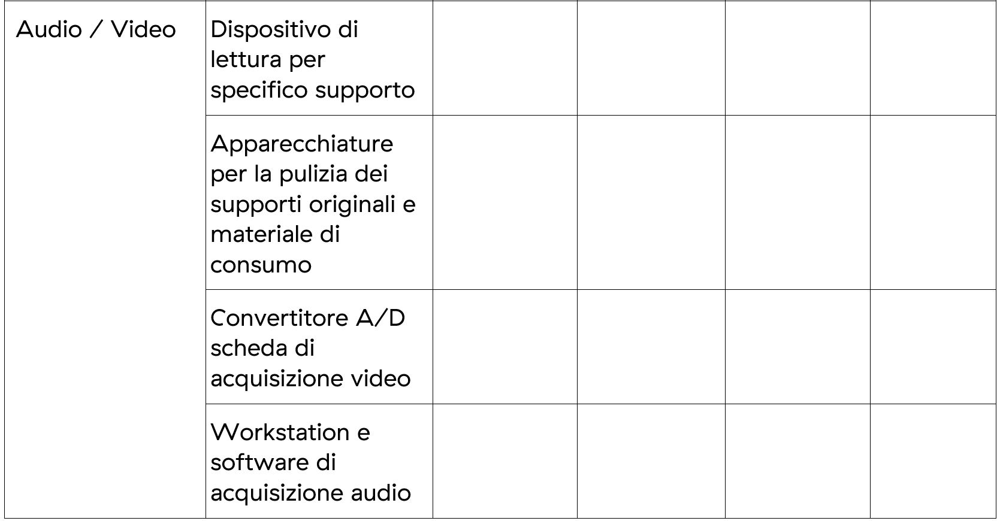 Audio / Video
Dispositivo di
lettura per
specifico supporto
Apparecchiature
per la pulizia dei
supporti originali e
materiale di
consumo
Convertitore A/D
scheda di
acquisizione video
Workstation e
software di
acquisizione audio